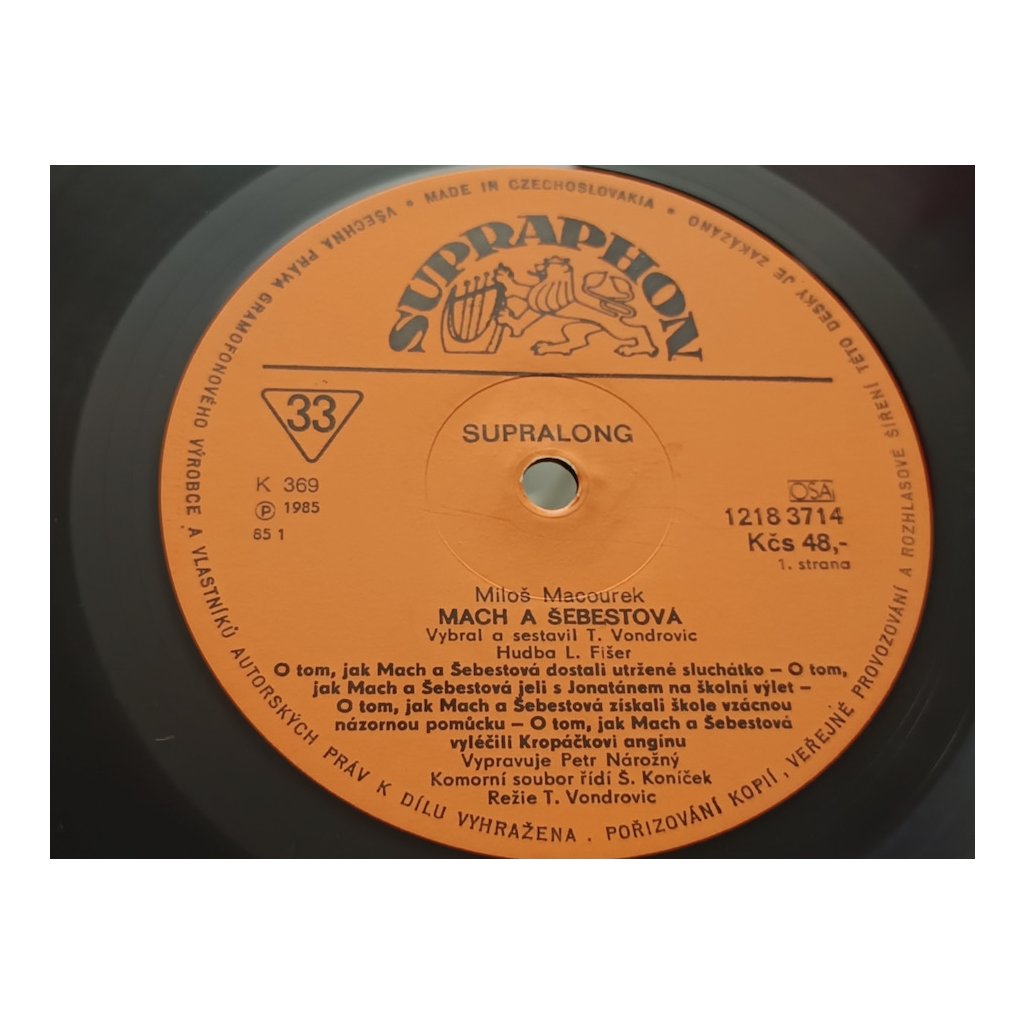 MADE IN CZECHOSLOVAKIA • VŠECHNA PRÁVA GRAMOFONOVÉHO VÝROBCE A VLASTNÍKŮ AUTORSKÝCH PRÁV K DÍLU VYHRAŽENA . POŘIZOVÁNÍ KOPIÍ , VEŘEJNÉ PROVOZOVÁNÍ A ROZHLASOVÉ ŠÍŘENÍ TÉTO DESKY JE ZAKÁZÁNO •
SUPRAPHON
33
SUPRALONG
K 369
Ⓟ 1985
85 1
OSA
1218 3714
Kčs 48,-
1. strana
Miloš Macourek
MACH A ŠEBESTOVÁ
Vybral a sestavil T. Vondrovic
Hudba L. Fišer
O tom, jak Mach a Šebestová dostali utržené sluchátko – O tom,
jak Mach a Šebestová jeli s Jonatánem na školní výlet –
O tom, jak Mach a Šebestová získali škole vzácnou
názornou pomůcku – O tom, jak Mach a Šebestová
vyléčili Kropáčkovi angínu
Vypravuje Petr Nárožný
Komorní soubor řídí Š. Koníček
Režie T. Vondrovic